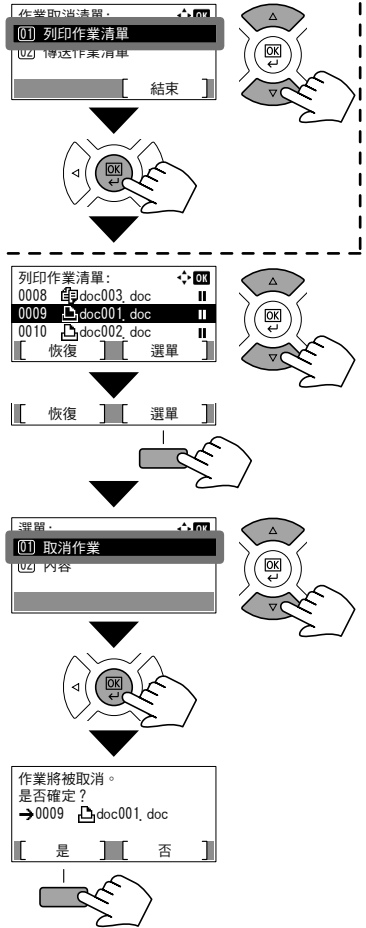 作業取消清單: OK
01 列印作業清單
02 傳送作業清單
[ 結束 ]
OK
OK
列印作業清單: OK
0008 doc003. doc
0009 doc001. doc
0010 doc002. doc
[ 恢復 ][ 選單 ]
OK
[ 恢復 ][ 選單 ]
選單: OK
01 取消作業
02 內容
OK
OK
作業將被取消。
是否確定?
→0009 doc001. doc
[ 是 ][ 否 ]